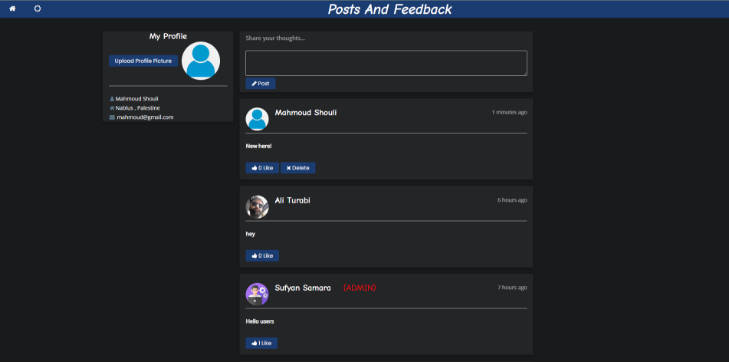 Posts And Feedback
My Profile
Upload Profile Picture
Mahmoud Shouli
Nablus , Palestine
mahmoud@gmail.com
Share your thoughts...
Post
Mahmoud Shouli
1 minutes ago
New here!
0 Like
Delete
Ali Turabi
6 hours ago
hey
0 Like
Sufyan Samara (ADMIN)
7 hours ago
Hello users
1 Like